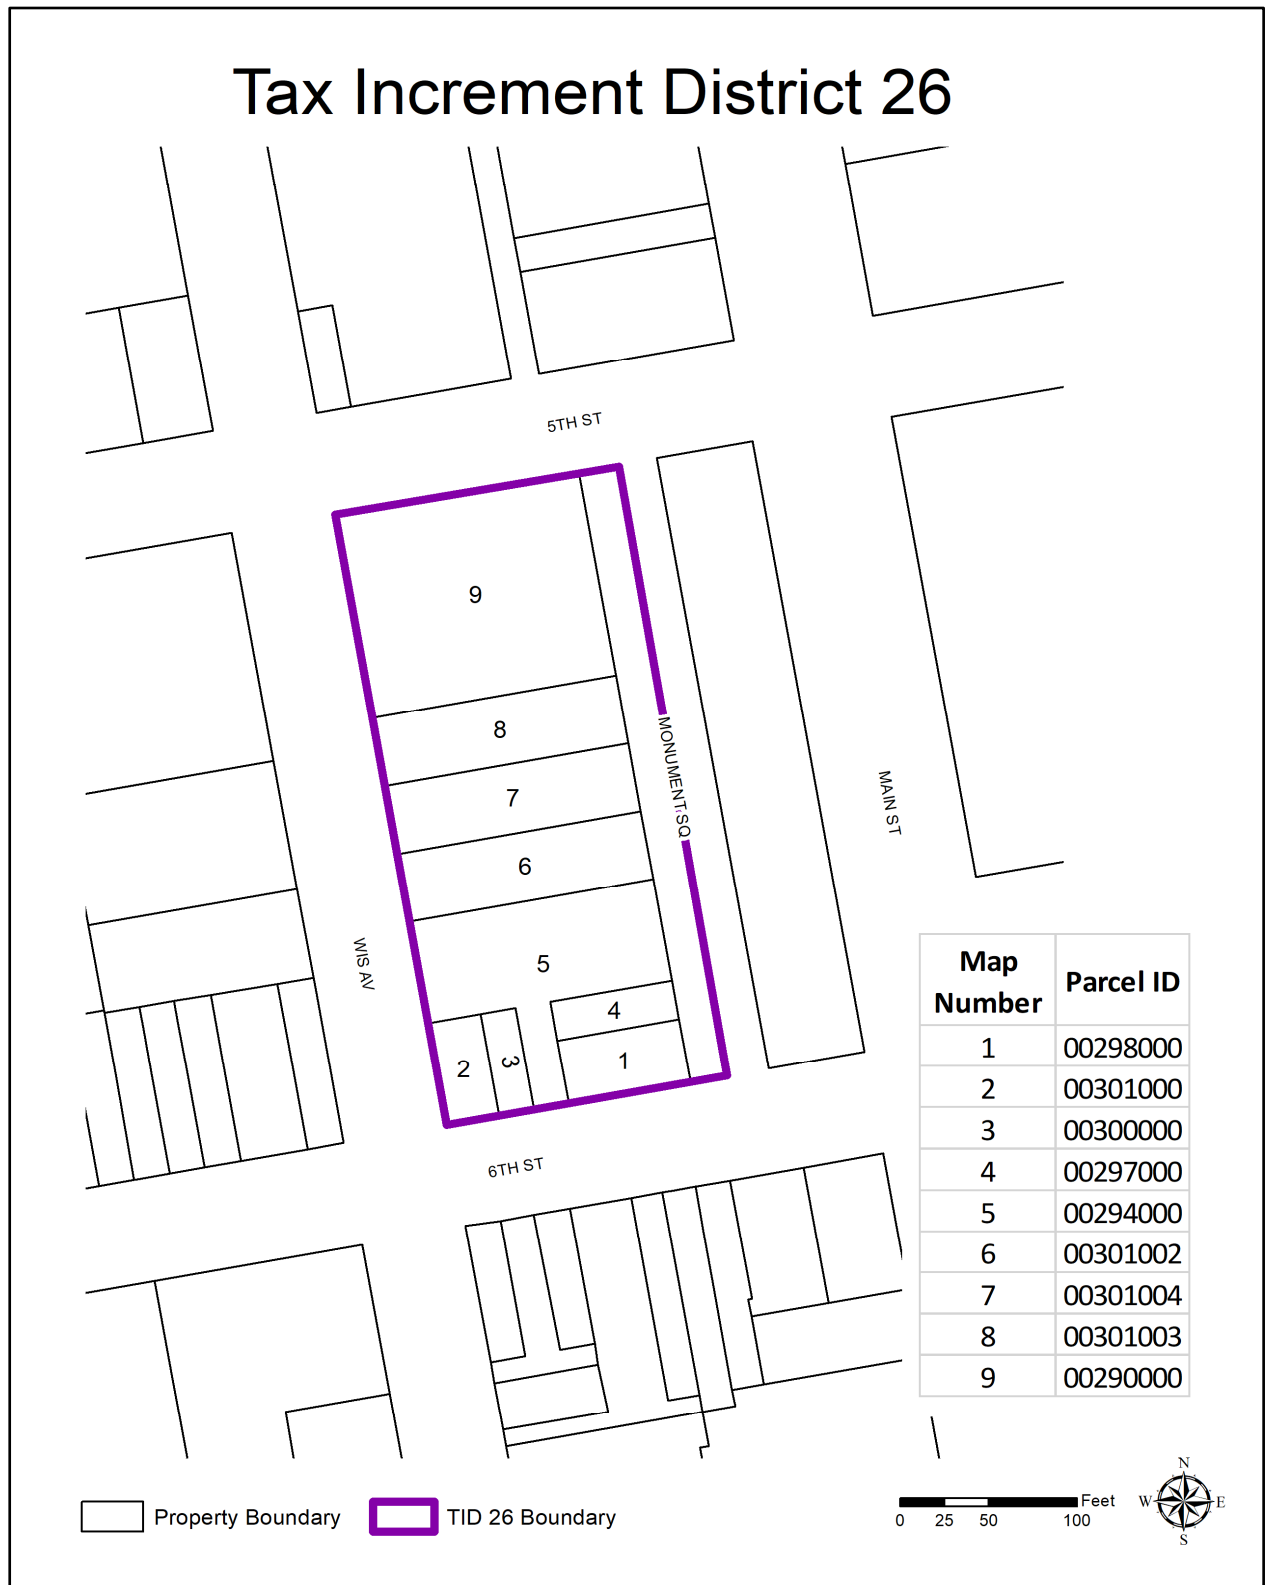 Tax Increment District 26
5TH ST
9
8
MONUMENT SQ
7
MAIN ST
6
WIS AV
5
4
2
3
1
6TH ST
Map Number Parcel ID
1 00298000
2 00301000
3 00300000
4 00297000
5 00294000
6 00301002
7 00301004
8 00301003
9 00290000
Property Boundary
TID 26 Boundary
Feet
0 25 50 100
N
W E
S